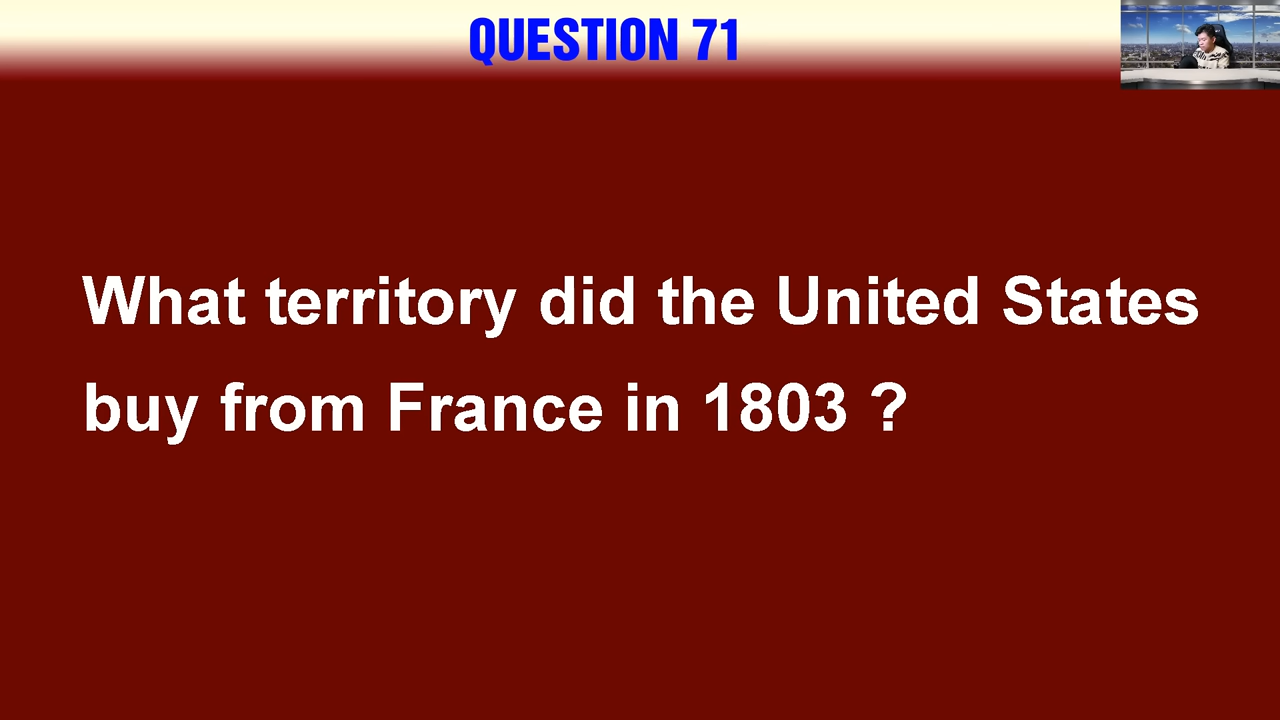 QUESTION 71
What territory did the United States
buy from France in 1803 ?